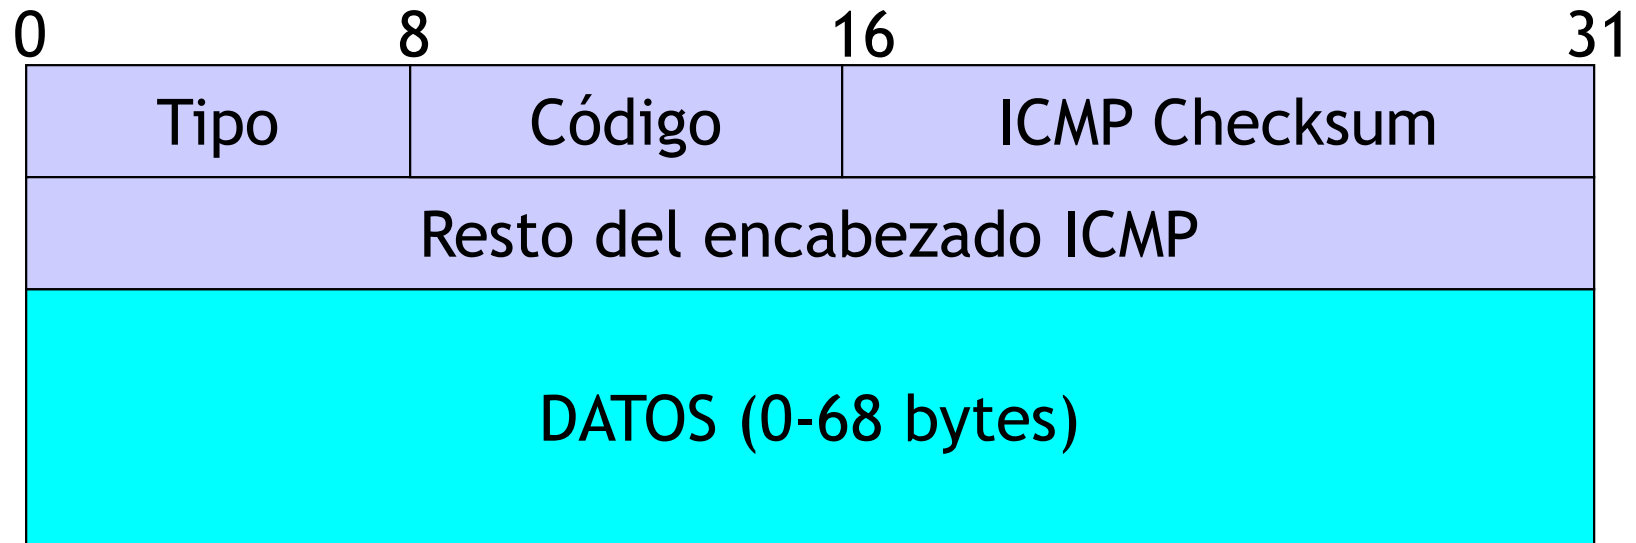 0 8 16 31
Tipo Código ICMP Checksum
Resto del encabezado ICMP
DATOS (0-68 bytes)